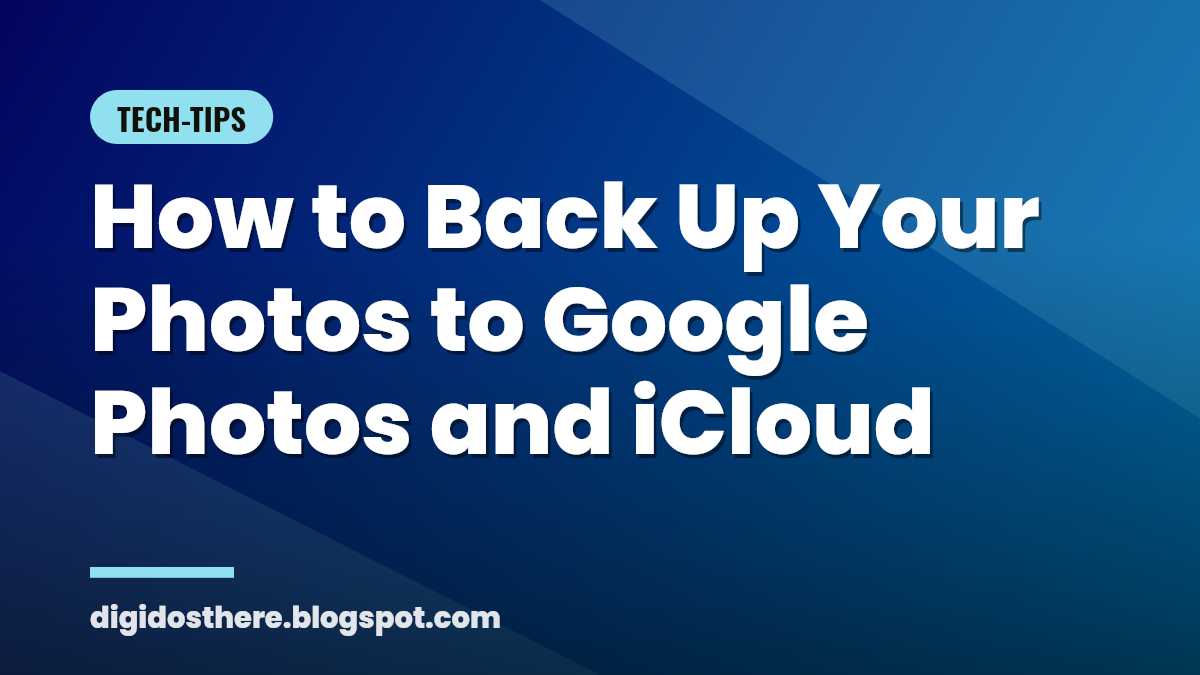 TECH-TIPS
How to Back Up Your
Photos to Google
Photos and iCloud
digidosthere.blogspot.com